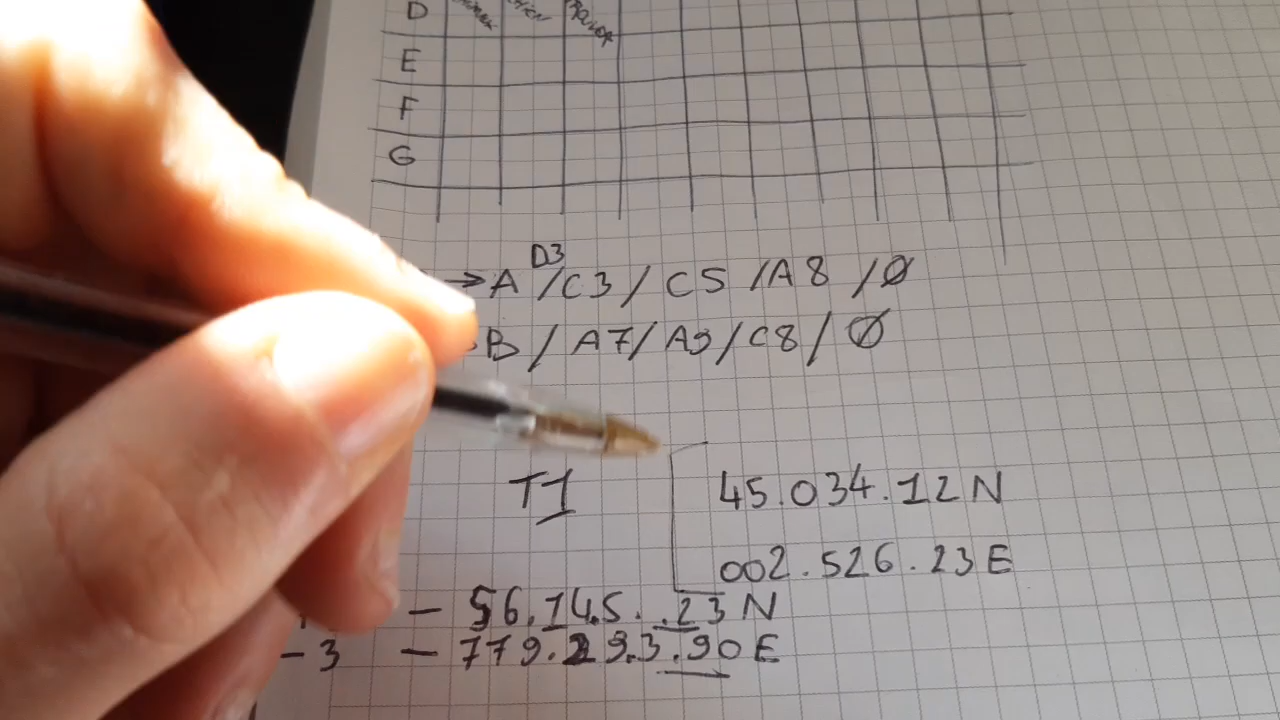 D
E
F
G
D3
→ A /C3/ C5 /A8 /Ø
B / A7/ A9/C8/ Ø
T1
45.034.12N
002.526.23E
- 56.145..23N
-3 - 779.293.90E